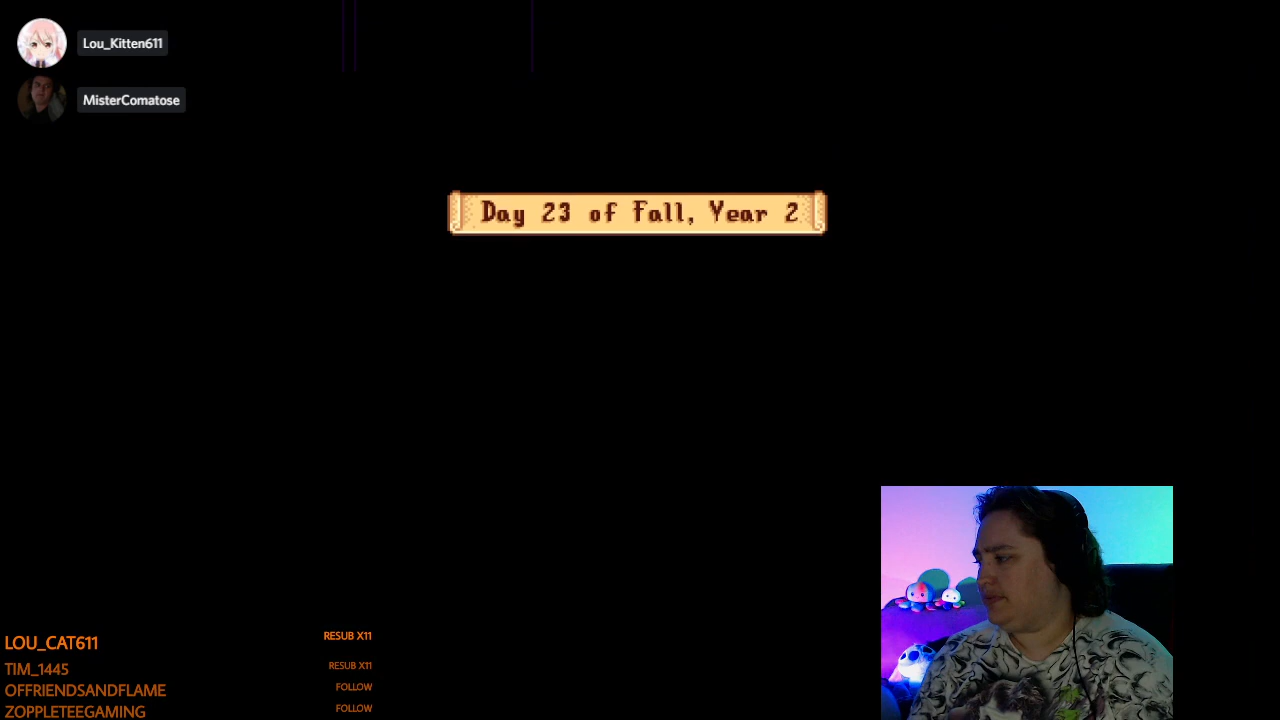 Lou_Kitten611
MisterComatose
Day 23 of Fall, Year 2
LOU_CAT611 RESUB X11
TIM_1445 RESUB X11
OFFRIENDSANDFLAME FOLLOW
ZOPPLETEEGAMING FOLLOW